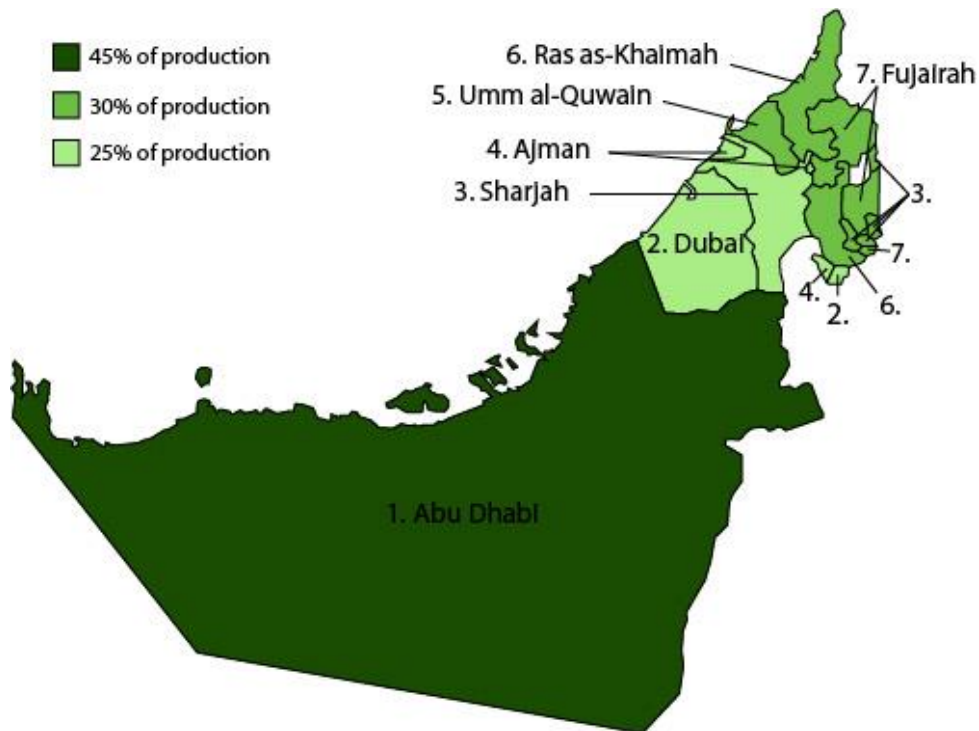 45% of production
30% of production
25% of production
6. Ras as-Khaimah
7. Fujairah
5. Umm al-Quwain
4. Ajman
3. Sharjah
3.
2. Dubai
7.
4.
2.
6.
1. Abu Dhabi